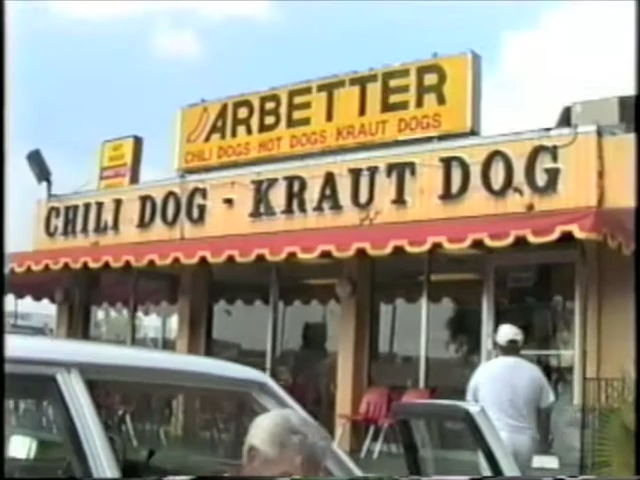 ARBETTER
CHILI DOGS · HOT DOGS · KRAUT DOGS
CHILI DOG - KRAUT DOG